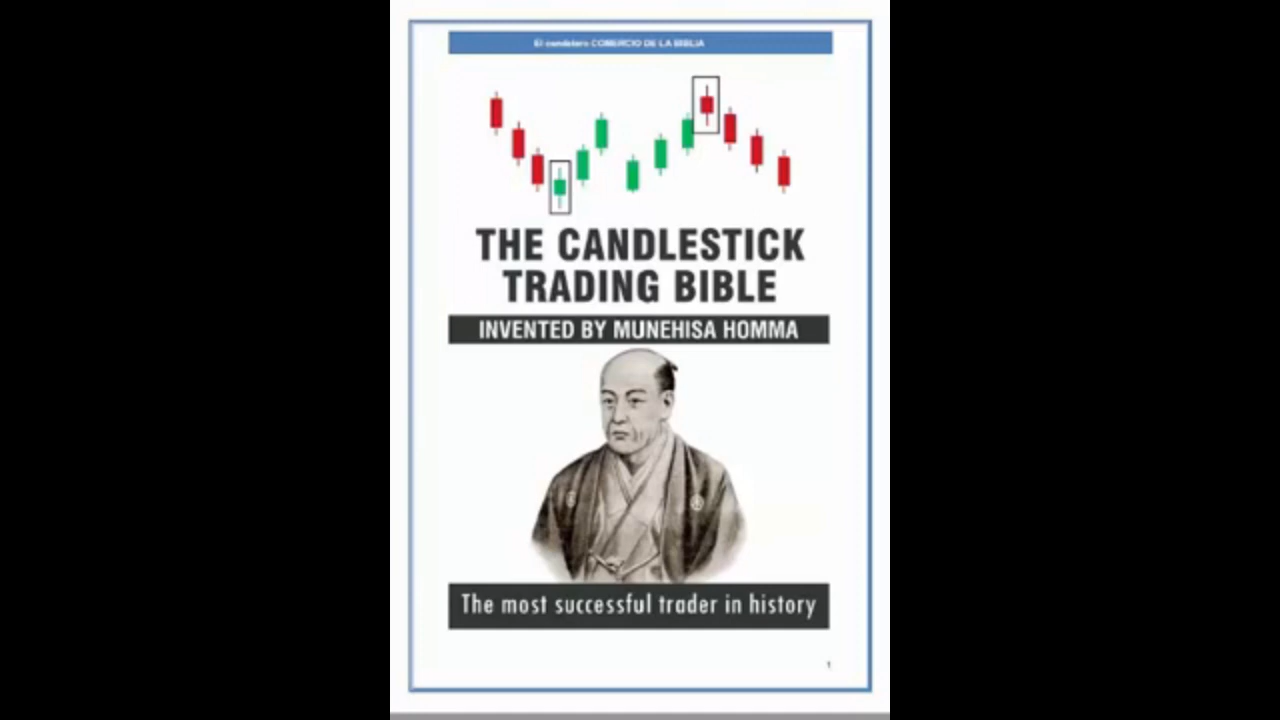 El candelero COMERCIO DE LA BIBLIA
THE CANDLESTICK
TRADING BIBLE
INVENTED BY MUNEHISA HOMMA
The most successful trader in history
1